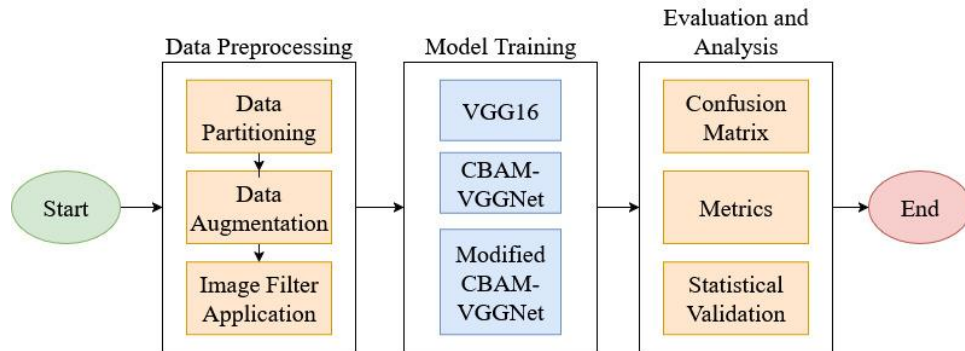 Start
Data Preprocessing
Data
Partitioning
Data
Augmentation
Image Filter
Application
Model Training
VGG16
CBAM-
VGGNet
Modified
CBAM-
VGGNet
Evaluation and
Analysis
Confusion
Matrix
Metrics
Statistical
Validation
End